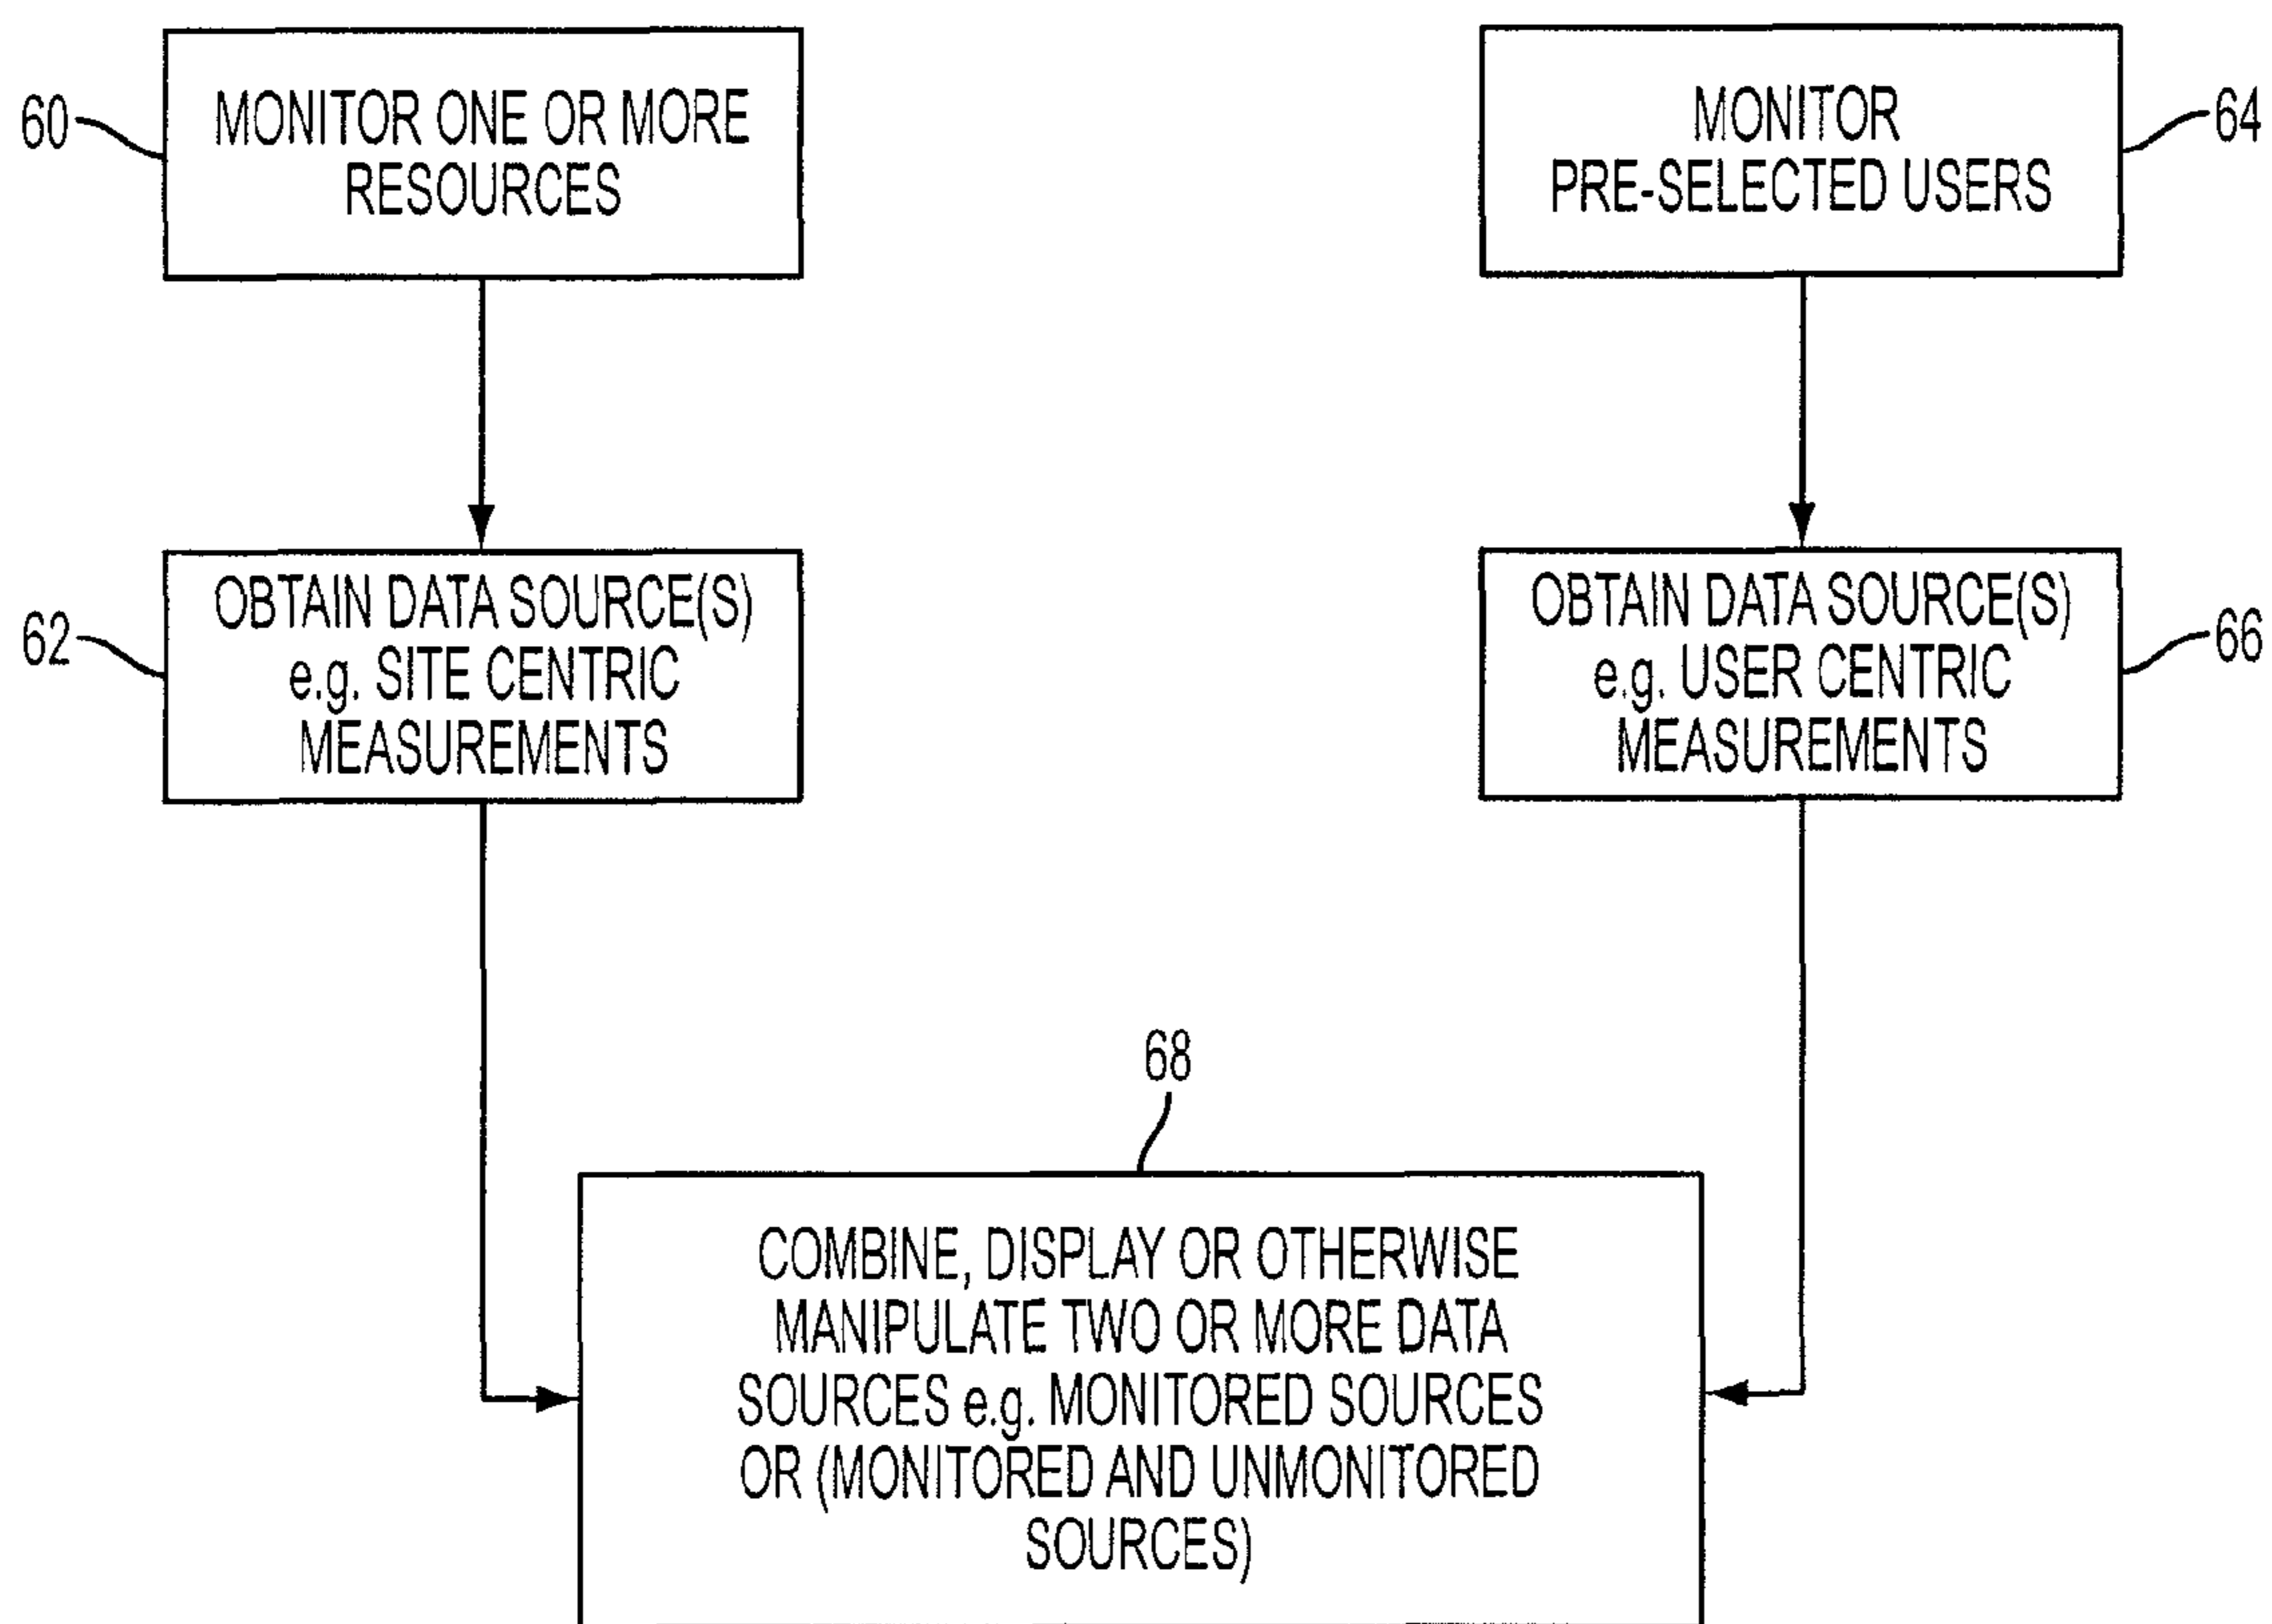 60
MONITOR ONE OR MORE
RESOURCES
64
MONITOR
PRE-SELECTED USERS
62
OBTAIN DATA SOURCE(S)
e.g. SITE CENTRIC
MEASUREMENTS
66
OBTAIN DATA SOURCE(S)
e.g. USER CENTRIC
MEASUREMENTS
68
COMBINE, DISPLAY OR OTHERWISE
MANIPULATE TWO OR MORE DATA
SOURCES e.g. MONITORED SOURCES
OR (MONITORED AND UNMONITORED
SOURCES)